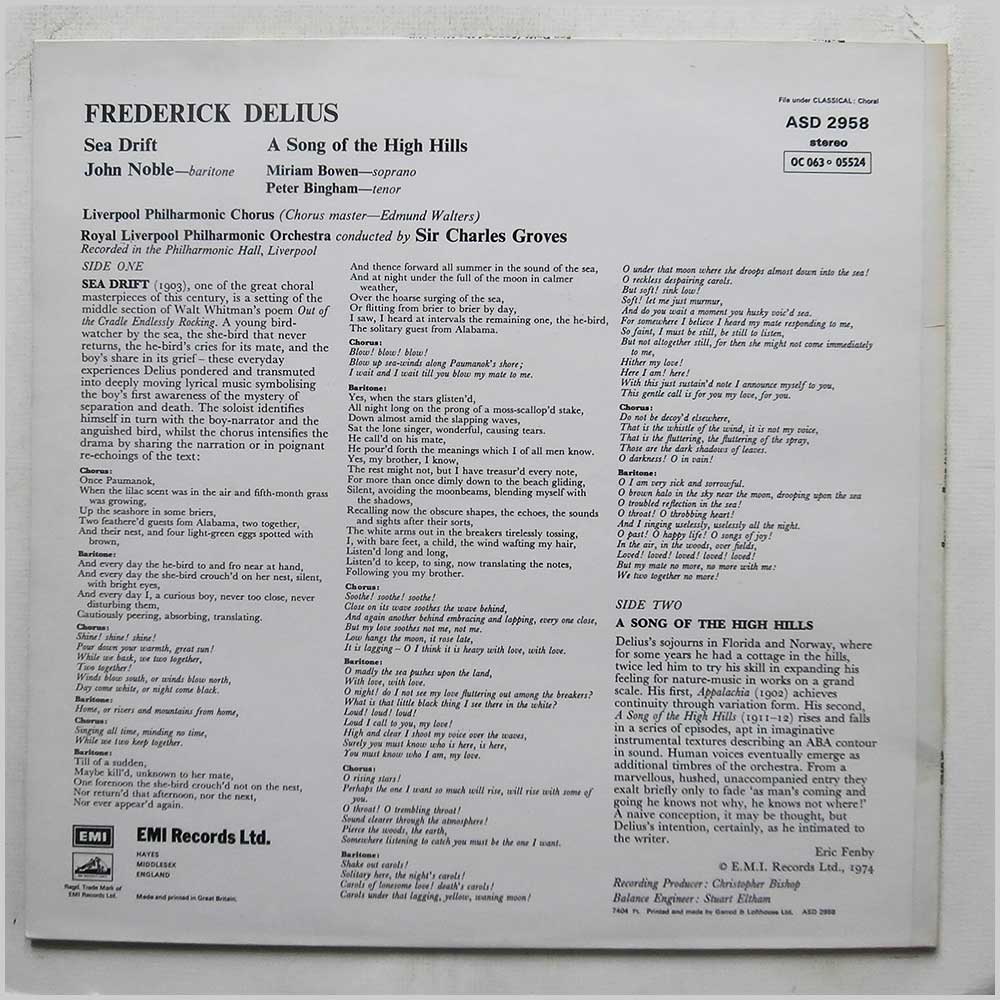 File under CLASSICAL: Choral
ASD 2958
stereo
OC 063 ○ 05524
FREDERICK DELIUS
Sea Drift
John Noble—baritone
A Song of the High Hills
Miriam Bowen—soprano
Peter Bingham—tenor
Liverpool Philharmonic Chorus (Chorus master—Edmund Walters)
Royal Liverpool Philharmonic Orchestra conducted by Sir Charles Groves
Recorded in the Philharmonic Hall, Liverpool
SIDE ONE
SEA DRIFT (1903), one of the great choral
masterpieces of this century, is a setting of the
middle section of Walt Whitman's poem Out of
the Cradle Endlessly Rocking. A young bird-
watcher by the sea, the she-bird that never
returns, the he-bird's cries for its mate, and the
boy's share in its grief – these everyday
experiences Delius pondered and transmuted
into deeply moving lyrical music symbolising
the boy's first awareness of the mystery of
separation and death. The soloist identifies
himself in turn with the boy-narrator and the
anguished bird, whilst the chorus intensifies the
drama by sharing the narration or in poignant
re-echoings of the text:
Chorus:
Once Paumanok,
When the lilac scent was in the air and fifth-month grass
was growing,
Up the seashore in some briers,
Two feather'd guests fom Alabama, two together,
And their nest, and four light-green eggs spotted with
brown,
Baritone:
And every day the he-bird to and fro near at hand,
And every day the she-bird crouch'd on her nest, silent,
with bright eyes,
And every day I, a curious boy, never too close, never
disturbing them,
Cautiously peering, absorbing, translating.
Chorus:
Shine! shine! shine!
Pour down your warmth, great sun!
While we bask, we two together,
Two together!
Winds blow south, or winds blow north,
Day come white, or night come black.
Baritone:
Home, or rivers and mountains from home,
Chorus:
Singing all time, minding no time,
While we two keep together.
Baritone:
Till of a sudden,
Maybe kill'd, unknown to her mate,
One forenoon the she-bird crouch'd not on the nest,
Nor return'd that afternoon, nor the next,
Nor ever appear'd again.
EMI
EMI Records Ltd.
HAYES
MIDDLESEX
ENGLAND
Regd. Trade Mark of
EMI Records Ltd.
Made and printed in Great Britain.
And thence forward all summer in the sound of the sea,
And at night under the full of the moon in calmer
weather,
Over the hoarse surging of the sea,
Or flitting from brier to brier by day,
I saw, I heard at intervals the remaining one, the he-bird,
The solitary guest from Alabama.
Chorus:
Blow! blow! blow!
Blow up sea-winds along Paumanok's shore;
I wait and I wait till you blow my mate to me.
Baritone:
Yes, when the stars glisten'd,
All night long on the prong of a moss-scallop'd stake,
Down almost amid the slapping waves,
Sat the lone singer, wonderful, causing tears.
He call'd on his mate,
He pour'd forth the meanings which I of all men know.
Yes, my brother, I know,
The rest might not, but I have treasur'd every note,
For more than once dimly down to the beach gliding,
Silent, avoiding the moonbeams, blending myself with
the shadows,
Recalling now the obscure shapes, the echoes, the sounds
and sights after their sorts,
The white arms out in the breakers tirelessly tossing,
I, with bare feet, a child, the wind wafting my hair,
Listen'd long and long,
Listen'd to keep, to sing, now translating the notes,
Following you my brother.
Chorus:
Soothe! soothe! soothe!
Close on its wave soothes the wave behind,
And again another behind embracing and lapping, every one close,
But my love soothes not me, not me.
Low hangs the moon, it rose late,
It is lagging – O I think it is heavy with love, with love.
Baritone:
O madly the sea pushes upon the land,
With love, with love.
O night! do I not see my love fluttering out among the breakers?
What is that little black thing I see there in the white?
Loud! loud! loud!
Loud I call to you, my love!
High and clear I shoot my voice over the waves,
Surely you must know who is here, is here,
You must know who I am, my love.
Chorus:
O rising stars!
Perhaps the one I want so much will rise, will rise with some of
you.
O throat! O trembling throat!
Sound clearer through the atmosphere!
Pierce the woods, the earth,
Somewhere listening to catch you must be the one I want.
Baritone:
Shake out carols!
Solitary here, the night's carols!
Carols of lonesome love! death's carols!
Carols under that lagging, yellow, waning moon!
O under that moon where she droops almost down into the sea!
O reckless despairing carols.
But soft! sink low!
Soft! let me just murmur,
And do you wait a moment you husky voic'd sea.
For somewhere I believe I heard my mate responding to me,
So faint, I must be still, be still to listen,
But not altogether still, for then she might not come immediately
to me,
Hither my love!
Here I am! here!
With this just sustain'd note I announce myself to you,
This gentle call is for you my love, for you.
Chorus:
Do not be decoy'd elsewhere,
That is the whistle of the wind, it is not my voice,
That is the fluttering, the fluttering of the spray,
Those are the dark shadows of leaves.
O darkness! O in vain!
Baritone:
O I am very sick and sorrowful.
O brown halo in the sky near the moon, drooping upon the sea
O troubled reflection in the sea!
O throat! O throbbing heart!
And I singing uselessly, uselessly all the night.
O past! O happy life! O songs of joy!
In the air, in the woods, over fields,
Loved! loved! loved! loved! loved!
But my mate no more, no more with me:
We two together no more!
SIDE TWO
A SONG OF THE HIGH HILLS
Delius's sojourns in Florida and Norway, where
for some years he had a cottage in the hills,
twice led him to try his skill in expanding his
feeling for nature-music in works on a grand
scale. His first, Appalachia (1902) achieves
continuity through variation form. His second,
A Song of the High Hills (1911–12) rises and falls
in a series of episodes, apt in imaginative
instrumental textures describing an ABA contour
in sound. Human voices eventually emerge as
additional timbres of the orchestra. From a
marvellous, hushed, unaccompanied entry they
exalt briefly only to fade 'as man's coming and
going he knows not why, he knows not where!'
A naive conception, it may be thought, but
Delius's intention, certainly, as he intimated to
the writer.
Eric Fenby
© E.M.I. Records Ltd., 1974
Recording Producer: Christopher Bishop
Balance Engineer: Stuart Eltham
7404 Ft. Printed and made by Garrod & Lofthouse Ltd. ASD 2958